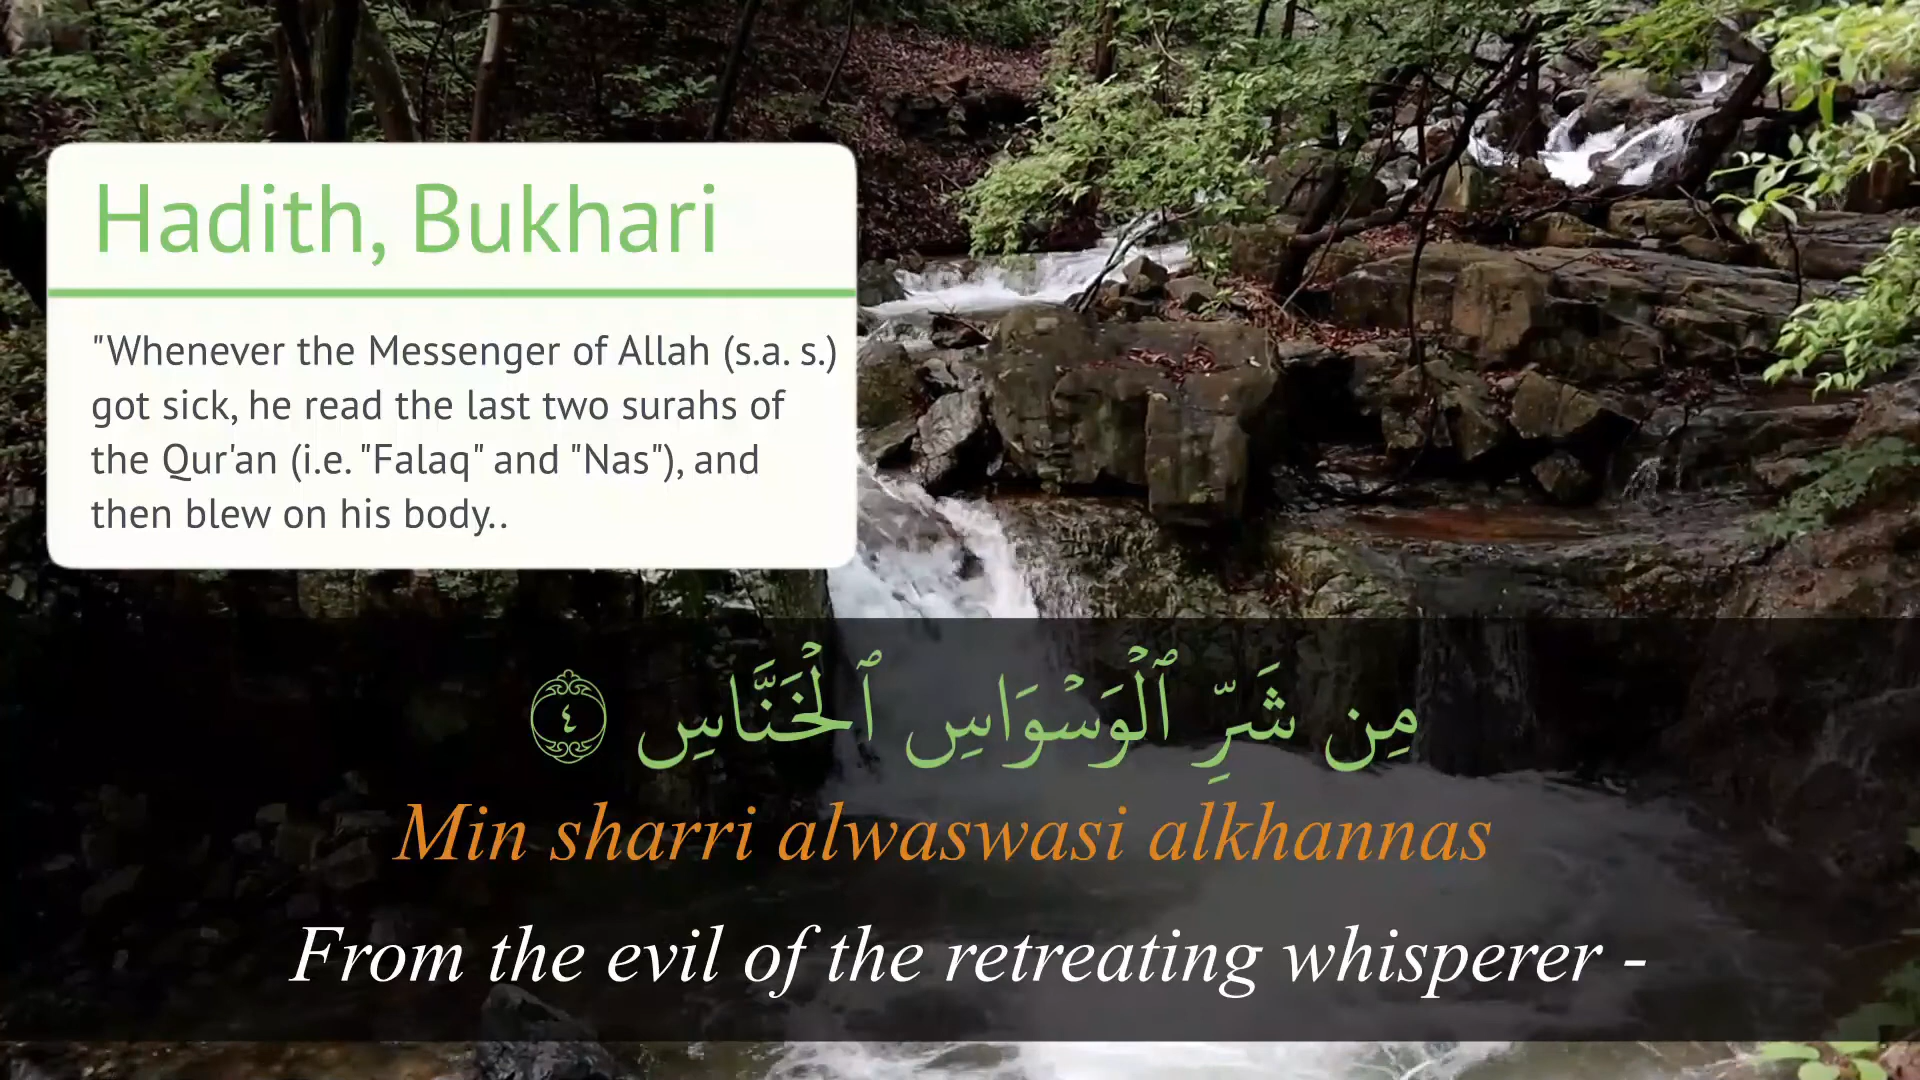 Hadith, Bukhari
"Whenever the Messenger of Allah (s.a. s.)
got sick, he read the last two surahs of
the Qur'an (i.e. "Falaq" and "Nas"), and
then blew on his body..
مِن شَرِّ ٱلْوَسْوَاسِ ٱلْخَنَّاسِ ٤
Min sharri alwaswasi alkhannas
From the evil of the retreating whisperer -